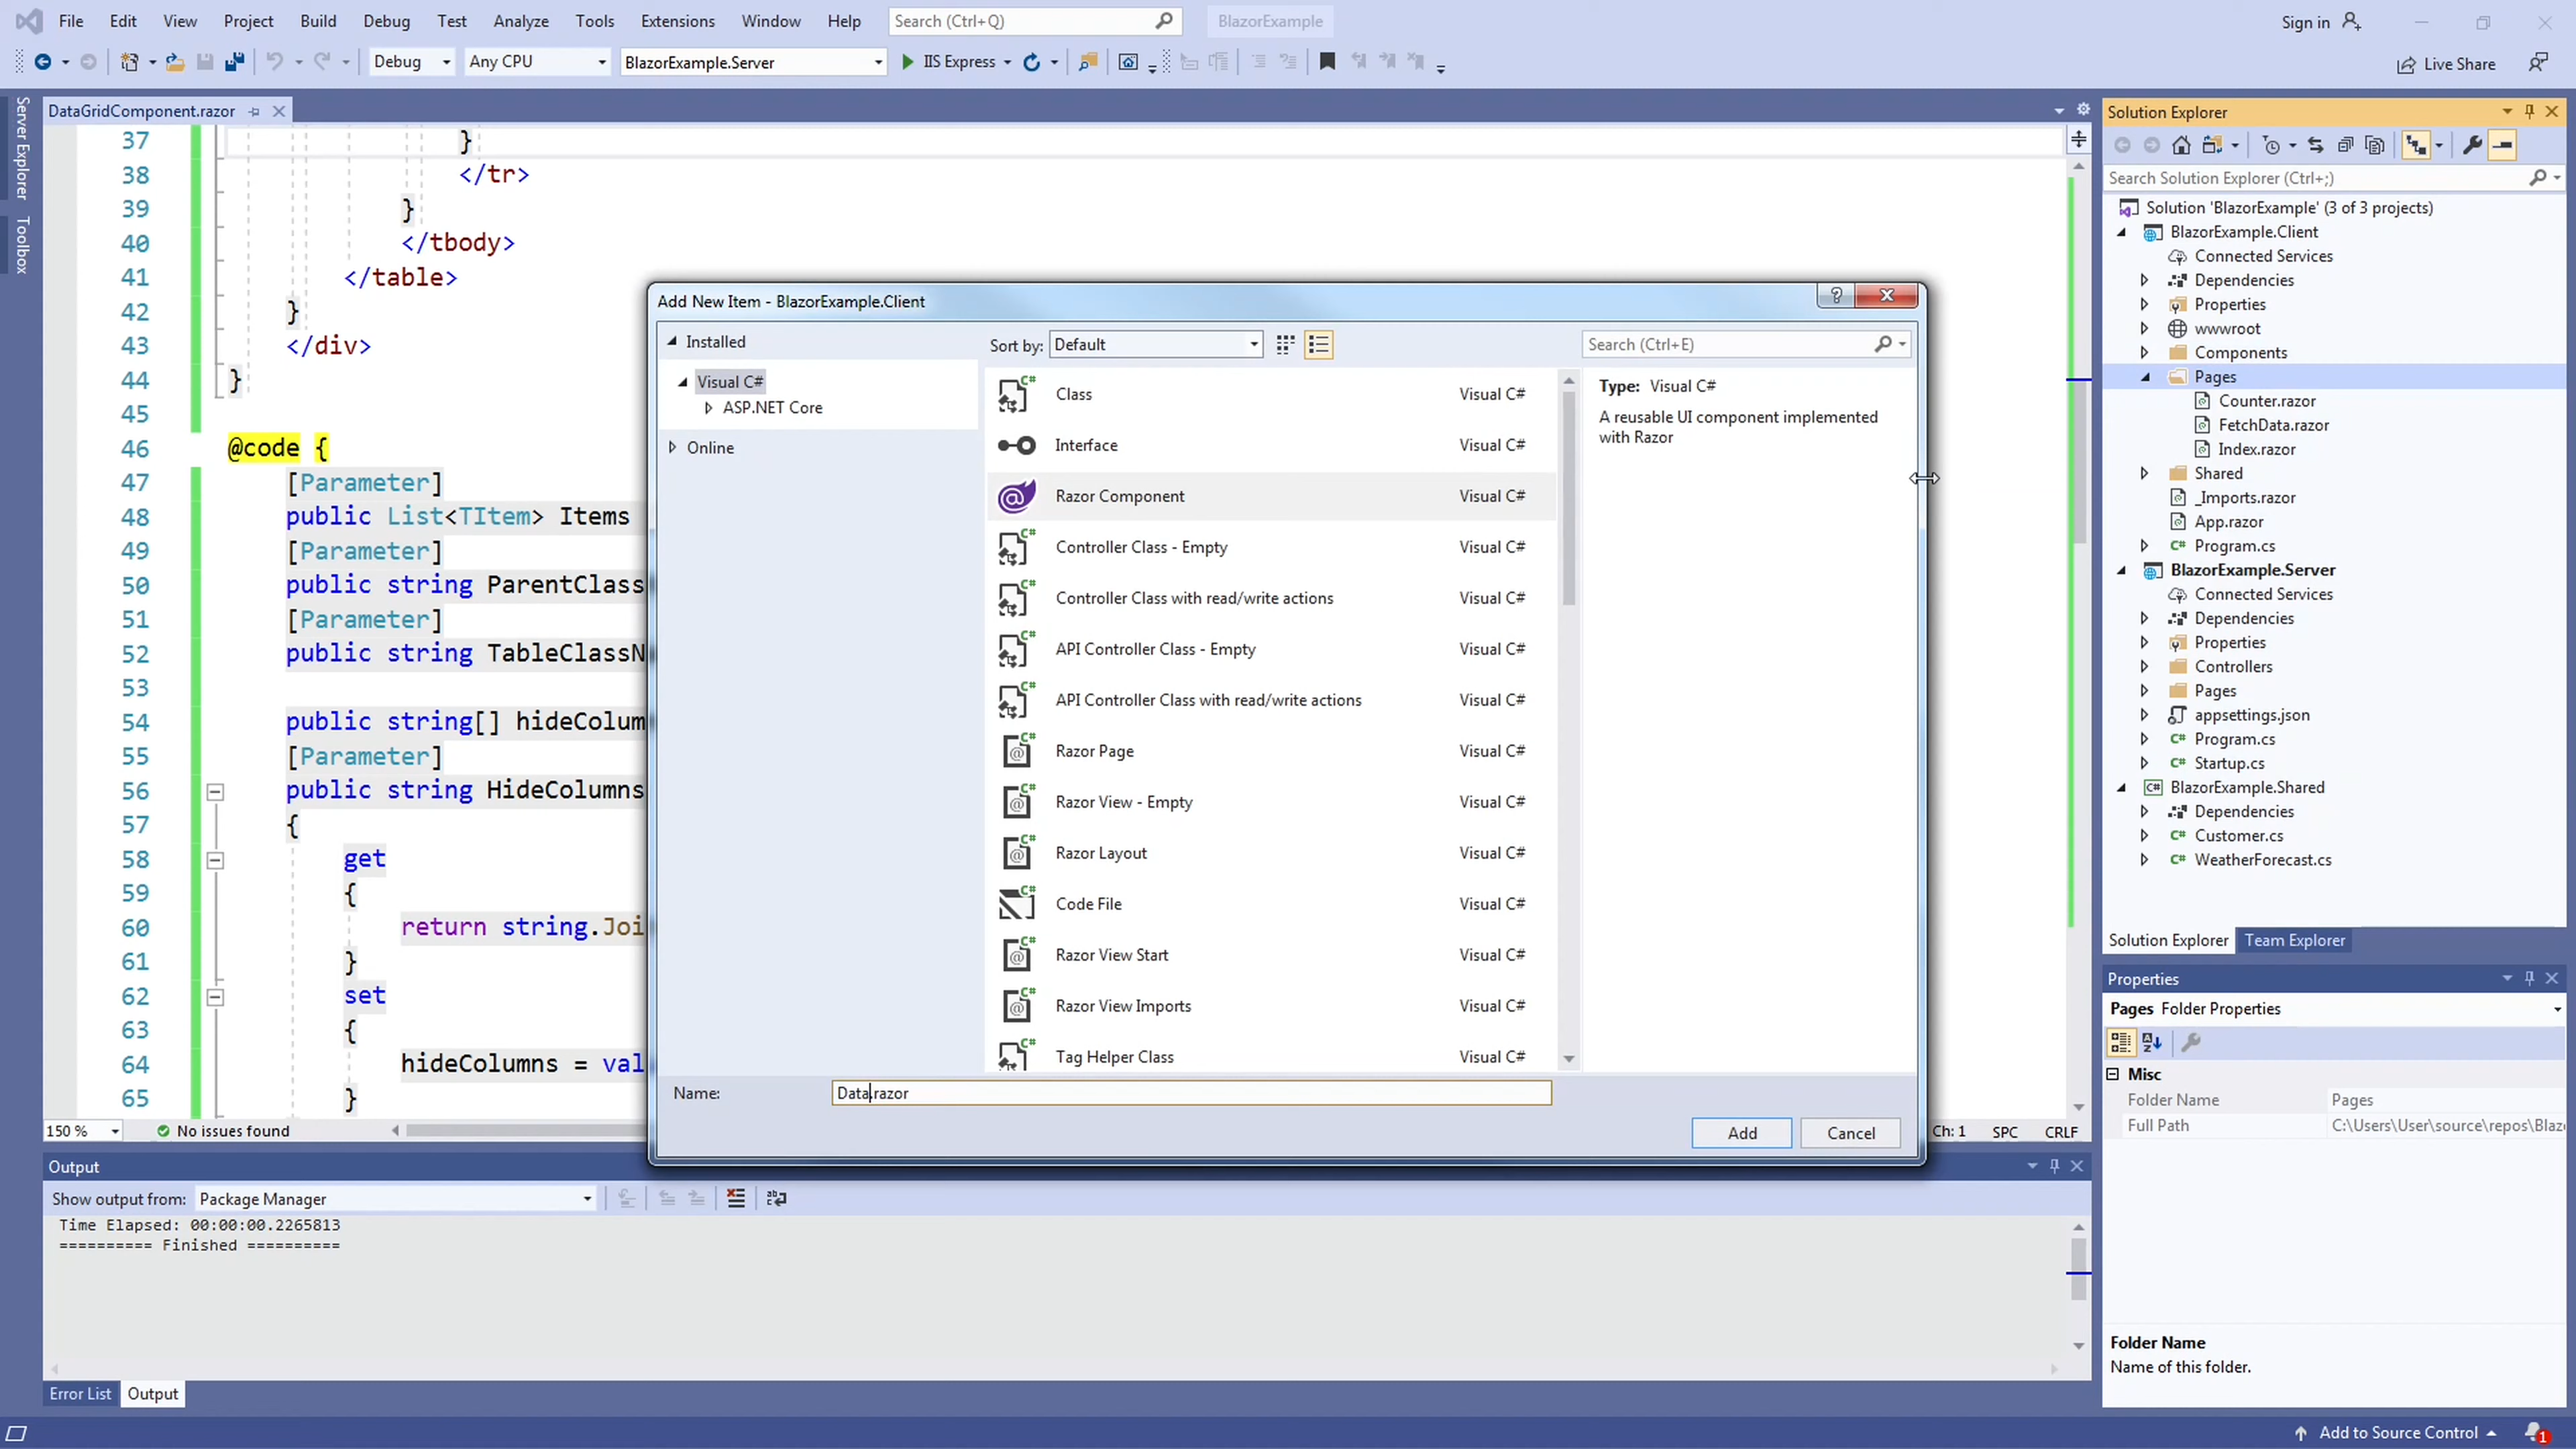 File Edit View Project Build Debug Test Analyze Tools Extensions Window Help Search (Ctrl+Q) BlazorExample Sign in
Debug Any CPU BlazorExample.Server IIS Express Live Share
Server Explorer
Toolbox
DataGridComponent.razor
37 }
38 </tr>
39 }
40 </tbody>
41 </table>
42 }
43 </div>
44 }
45
46 @code {
47 [Parameter]
48 public List<TItem> Items
49 [Parameter]
50 public string ParentClass
51 [Parameter]
52 public string TableClassN
53
54 public string[] hideColum
55 [Parameter]
56 public string HideColumns
57 {
58 get
59 {
60 return string.Joi
61 }
62 set
63 {
64 hideColumns = val
65 }
150 % No issues found Ch: 1 SPC CRLF
Add New Item - BlazorExample.Client
Installed
Visual C#
ASP.NET Core
Online
Sort by: Default
Search (Ctrl+E)
Class Visual C#
Interface Visual C#
Razor Component Visual C#
Controller Class - Empty Visual C#
Controller Class with read/write actions Visual C#
API Controller Class - Empty Visual C#
API Controller Class with read/write actions Visual C#
Razor Page Visual C#
Razor View - Empty Visual C#
Razor Layout Visual C#
Code File Visual C#
Razor View Start Visual C#
Razor View Imports Visual C#
Tag Helper Class Visual C#
Type: Visual C#
A reusable UI component implemented
with Razor
Name: Data.razor
Add Cancel
Output
Show output from: Package Manager
Time Elapsed: 00:00:00.2265813
========== Finished ==========
Error List Output
Solution Explorer
Search Solution Explorer (Ctrl+;)
Solution 'BlazorExample' (3 of 3 projects)
BlazorExample.Client
Connected Services
Dependencies
Properties
wwwroot
Components
Pages
Counter.razor
FetchData.razor
Index.razor
Shared
_Imports.razor
App.razor
C# Program.cs
BlazorExample.Server
Connected Services
Dependencies
Properties
Controllers
Pages
appsettings.json
C# Program.cs
C# Startup.cs
C# BlazorExample.Shared
Dependencies
C# Customer.cs
C# WeatherForecast.cs
Solution Explorer Team Explorer
Properties
Pages Folder Properties
Misc
Folder Name Pages
Full Path C:\Users\User\source\repos\Blaz
Folder Name
Name of this folder.
Add to Source Control 1